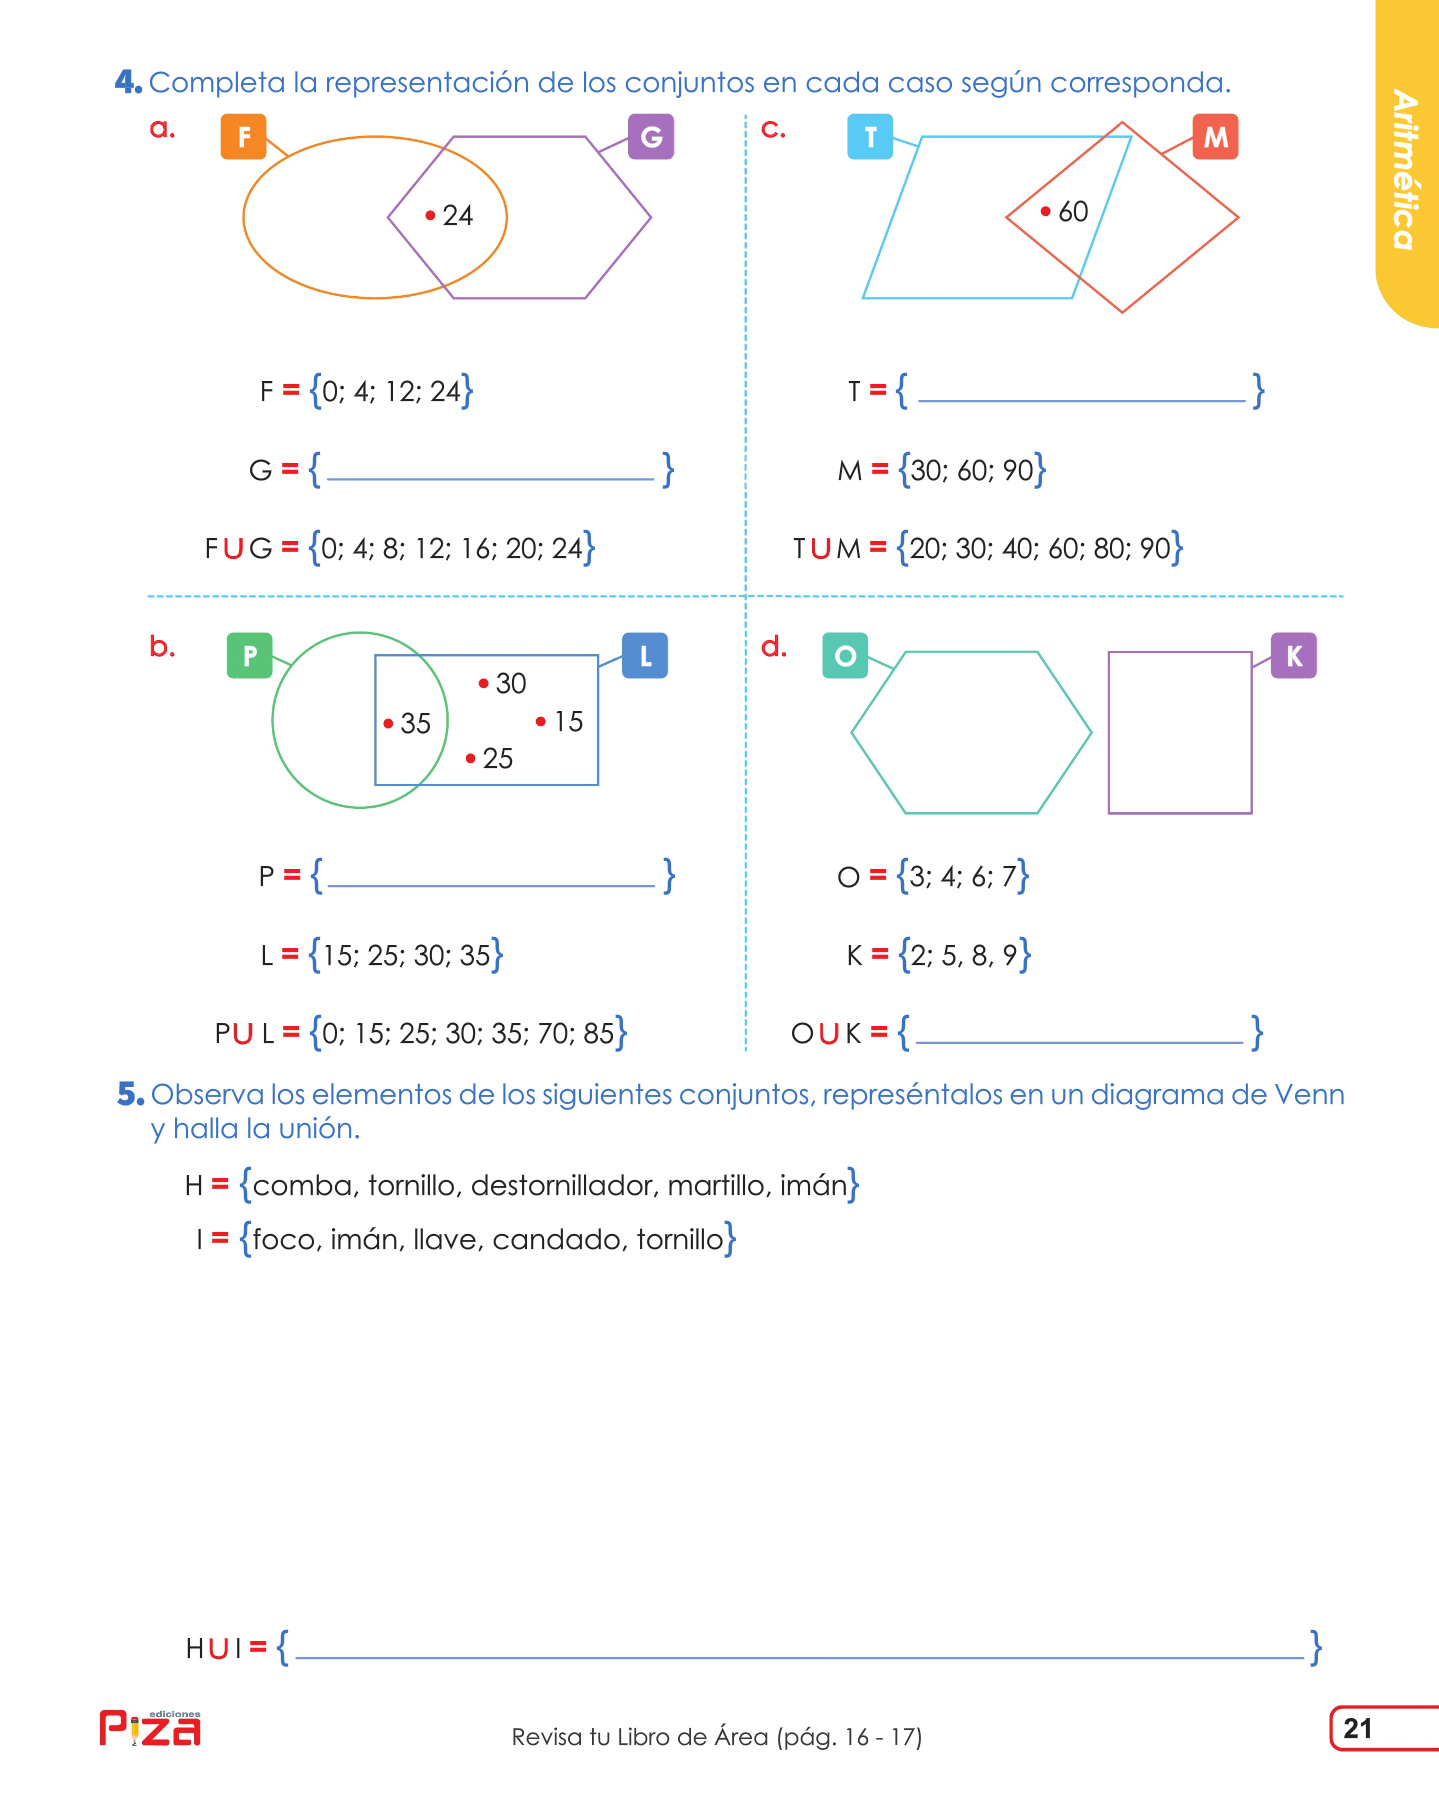 Aritmética
4. Completa la representación de los conjuntos en cada caso según corresponda.
a.
F
G
24
F = {0; 4; 12; 24}
G = { ______ }
F U G = {0; 4; 8; 12; 16; 20; 24}
c.
T
M
60
T = { ______ }
M = {30; 60; 90}
T U M = {20; 30; 40; 60; 80; 90}
b.
P
L
30
35
15
25
P = { ______ }
L = {15; 25; 30; 35}
P U L = {0; 15; 25; 30; 35; 70; 85}
d.
O
K
O = {3; 4; 6; 7}
K = {2; 5, 8, 9}
O U K = { ______ }
5. Observa los elementos de los siguientes conjuntos, represéntalos en un diagrama de Venn
y halla la unión.
H = {comba, tornillo, destornillador, martillo, imán}
I = {foco, imán, llave, candado, tornillo}
H U I = { ______ }
ediciones
Piza
Revisa tu Libro de Área (pág. 16 - 17)
21